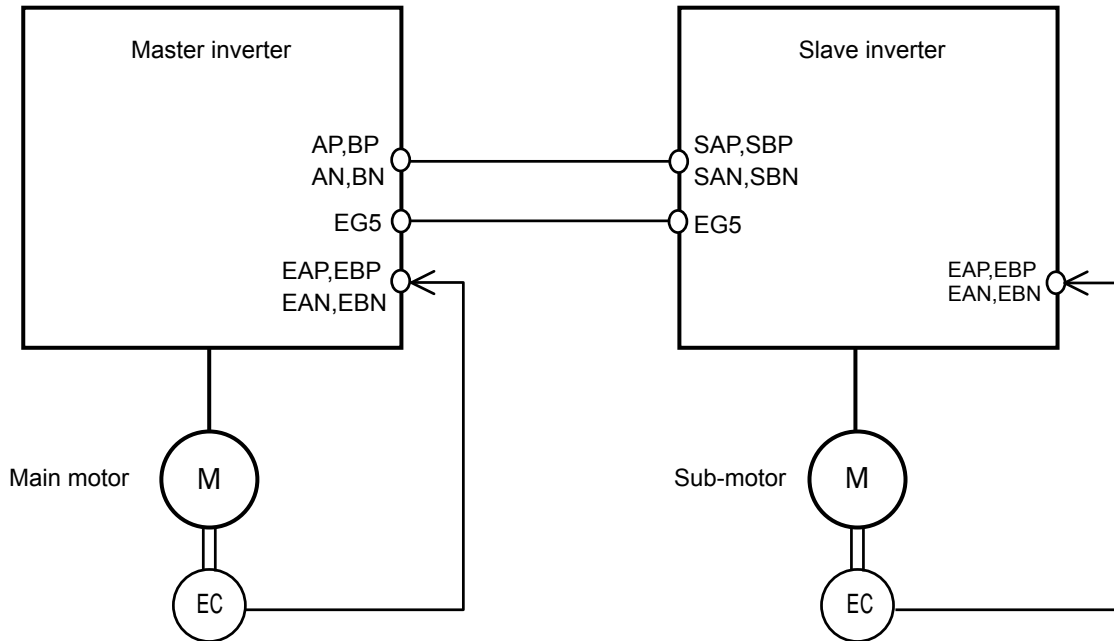 Master inverter
Slave inverter
AP,BP
AN,BN
EG5
EAP,EBP
EAN,EBN
SAP,SBP
SAN,SBN
EG5
EAP,EBP
EAN,EBN
Main motor
M
EC
Sub-motor
M
EC